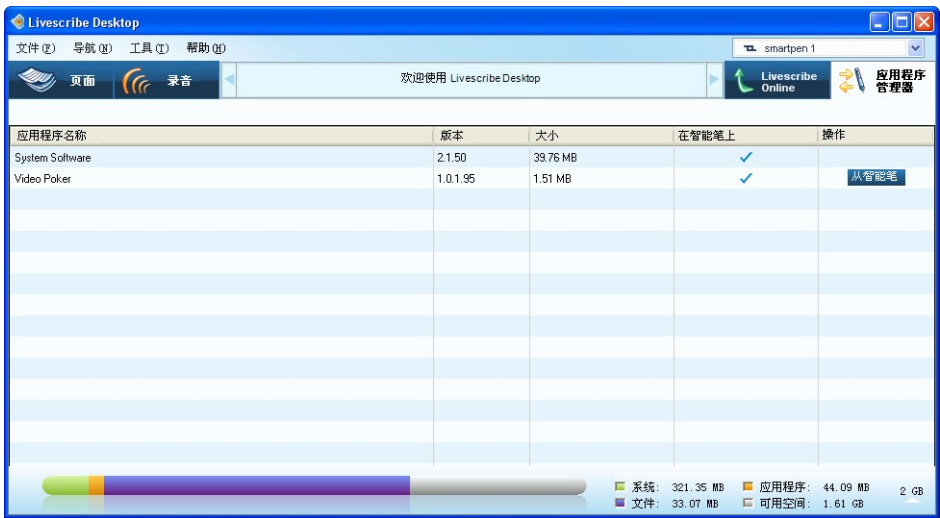 Livescribe Desktop
文件(F) 导航(N) 工具(T) 帮助(H) smartpen 1
页面 录音 欢迎使用 Livescribe Desktop Livescribe Online 应用程序管理器
应用程序名称 版本 大小 在智能笔上 操作
System Software 2.1.50 39.76 MB
Video Poker 1.0.1.95 1.51 MB 从智能笔
系统: 321.35 MB 应用程序: 44.09 MB 2 GB
文件: 33.07 MB 可用空间: 1.61 GB